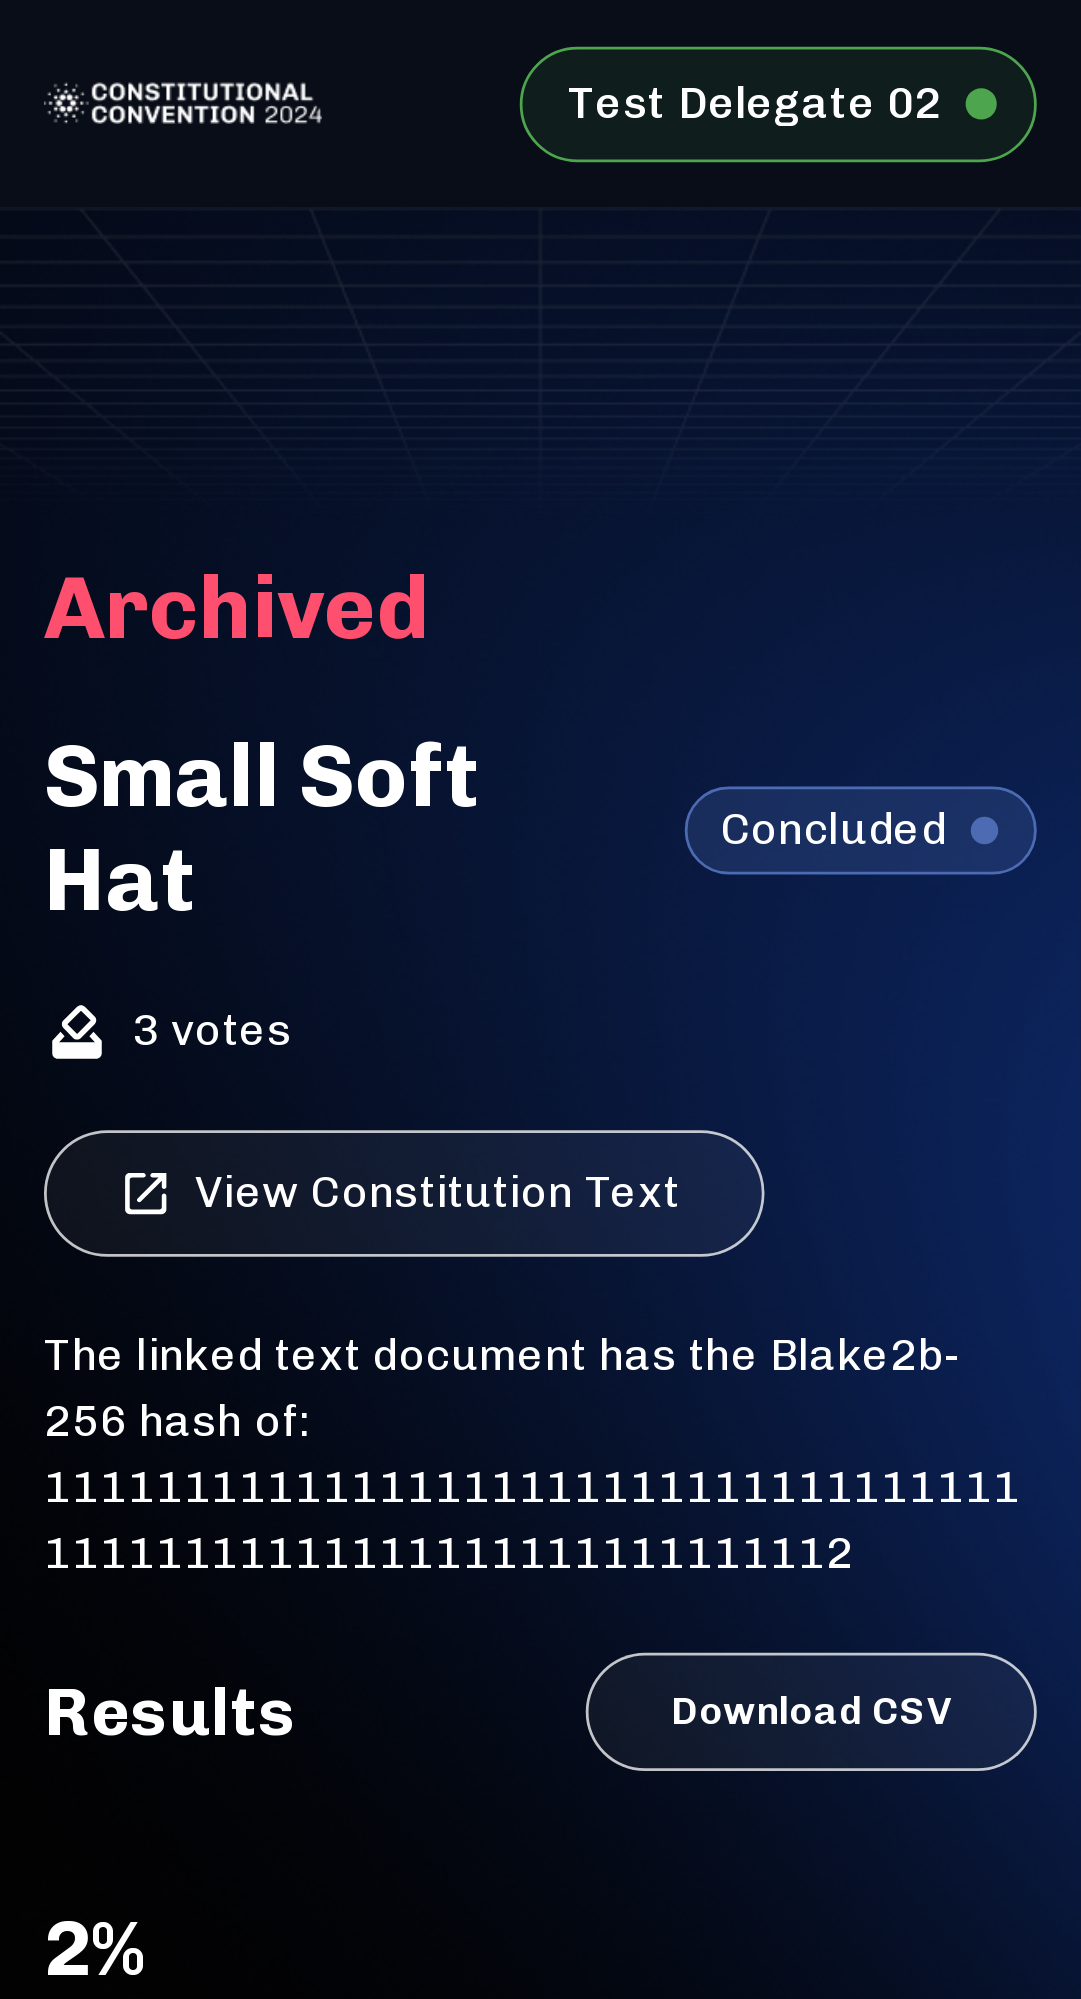 CONSTITUTIONAL
CONVENTION 2024
Test Delegate 02
Archived
Small Soft
Hat
Concluded
3 votes
View Constitution Text
The linked text document has the Blake2b-
256 hash of:
11111111111111111111111111111111111
11111111111111111111111111112
Results
Download CSV
2%